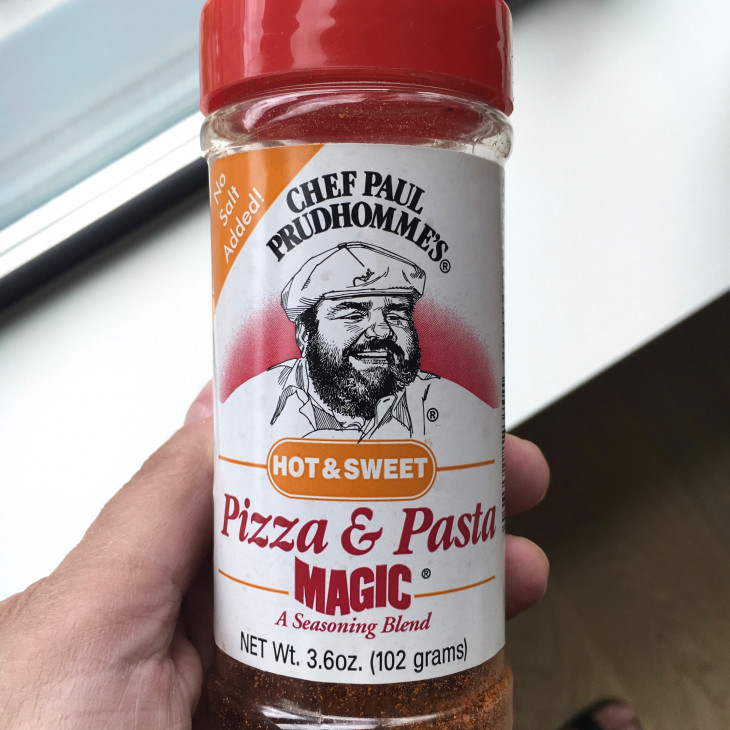 No
Salt
Added!
CHEF PAUL
PRUDHOMME'S®
®
HOT & SWEET
Pizza & Pasta
MAGIC®
A Seasoning Blend
NET Wt. 3.6oz. (102 grams)